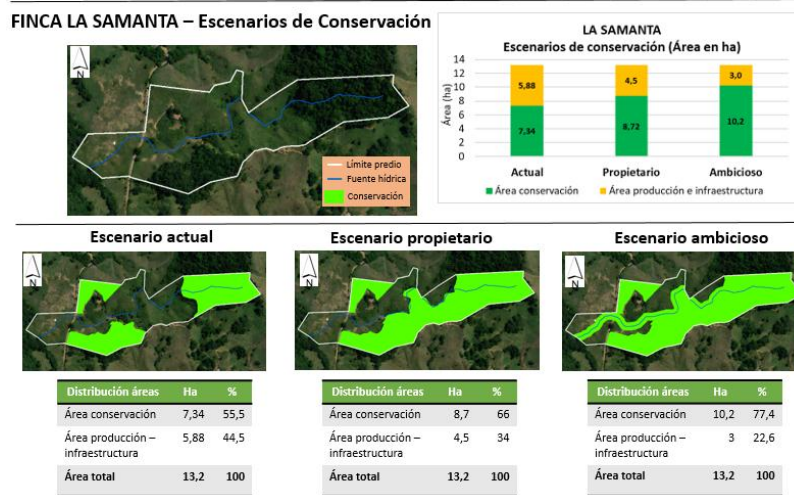 FINCA LA SAMANTA – Escenarios de Conservación
N
Límite predio
Fuente hídrica
Conservación
LA SAMANTA
Escenarios de conservación (Área en ha)
Área (ha)
14
12
10
8
6
4
2
0
5,88
7,34
4,5
8,72
3,0
10,2
Actual Propietario Ambicioso
Área conservación Área producción e infraestructura
Escenario actual
N
Distribución áreas Ha %
Área conservación 7,34 55,5
Área producción – 5,88 44,5
infraestructura
Área total 13,2 100
Escenario propietario
N
Distribución áreas Ha %
Área conservación 8,7 66
Área producción – 4,5 34
infraestructura
Área total 13,2 100
Escenario ambicioso
N
Distribución áreas Ha %
Área conservación 10,2 77,4
Área producción – 3 22,6
infraestructura
Área total 13,2 100